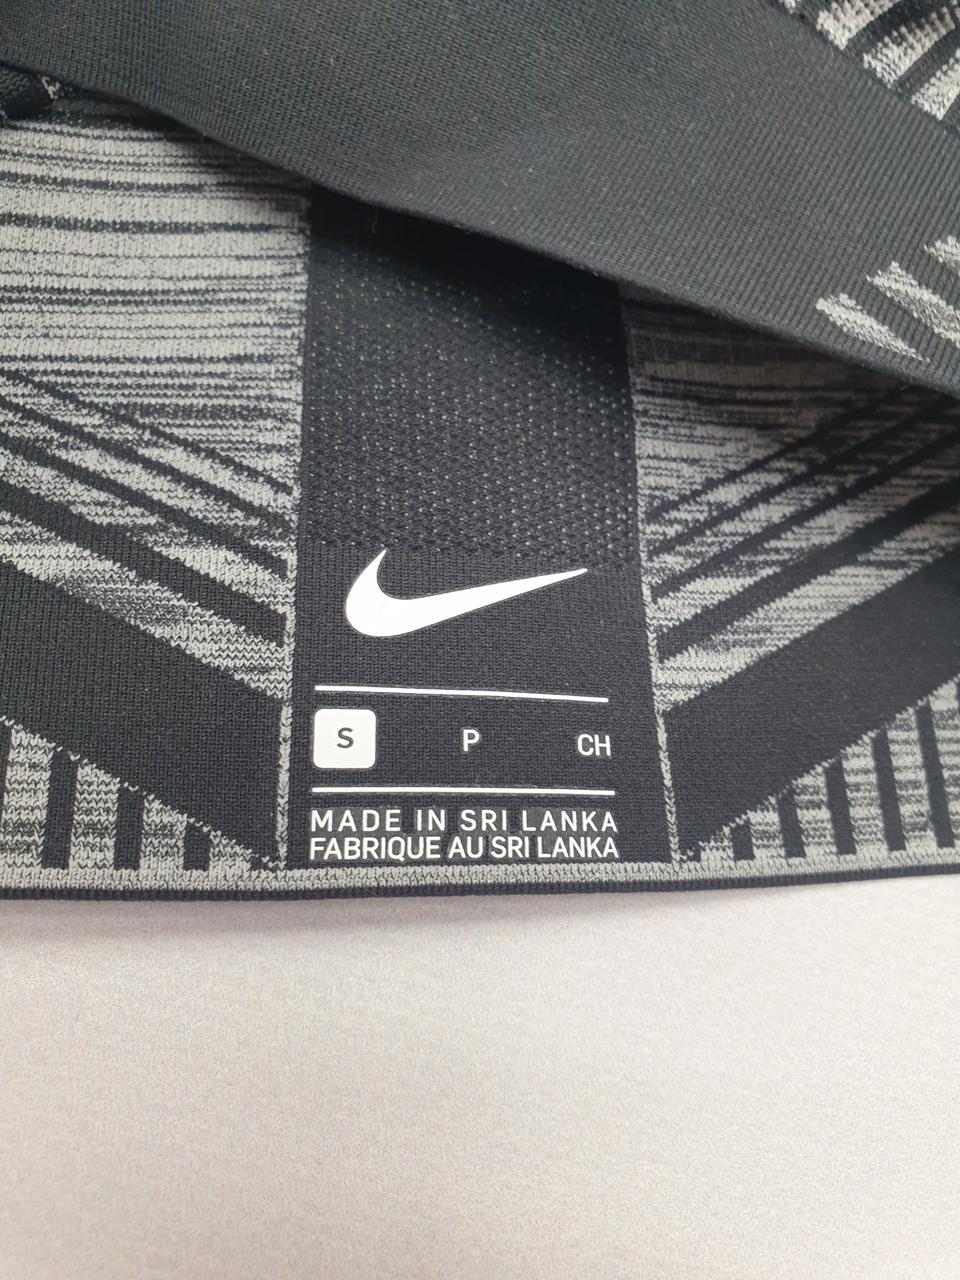 S P CH
MADE IN SRI LANKA
FABRIQUE AU SRI LANKA